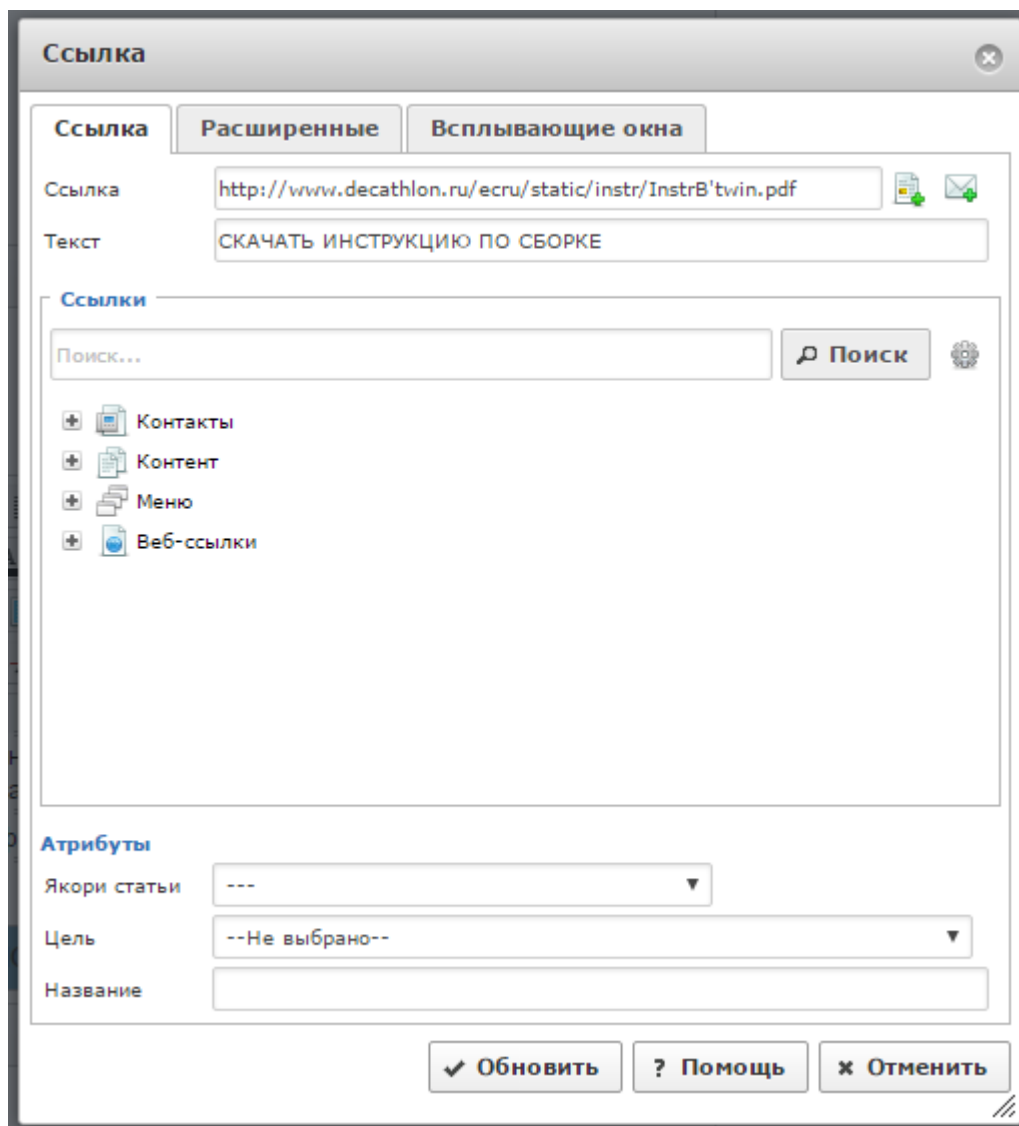 Ссылка
Ссылка Расширенные Всплывающие окна
Ссылка http://www.decathlon.ru/ecru/static/instr/InstrB'twin.pdf
Текст СКАЧАТЬ ИНСТРУКЦИЮ ПО СБОРКЕ
Ссылки
Поиск... Поиск
Контакты
Контент
Меню
Веб-ссылки
Атрибуты
Якори статьи ---
Цель --Не выбрано--
Название
Обновить ? Помощь Отменить